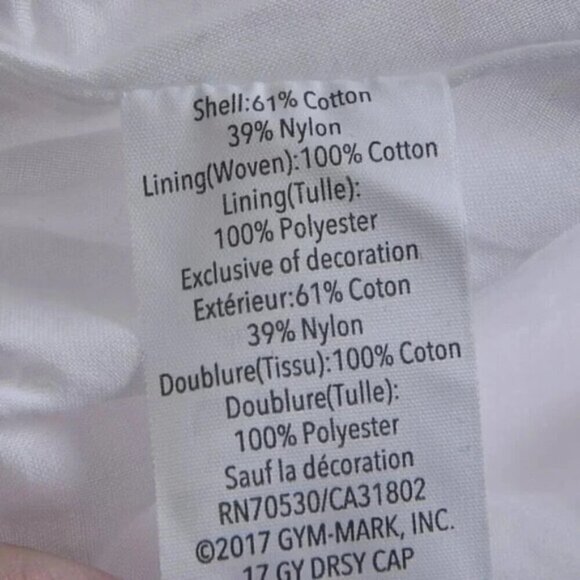 Shell:61% Cotton
39% Nylon
Lining(Woven):100% Cotton
Lining(Tulle):
100% Polyester
Exclusive of decoration
Extérieur:61% Coton
39% Nylon
Doublure(Tissu):100% Coton
Doublure(Tulle):
100% Polyester
Sauf la décoration
RN70530/CA31802
©2017 GYM-MARK, INC.
17 GY DRSY CAP